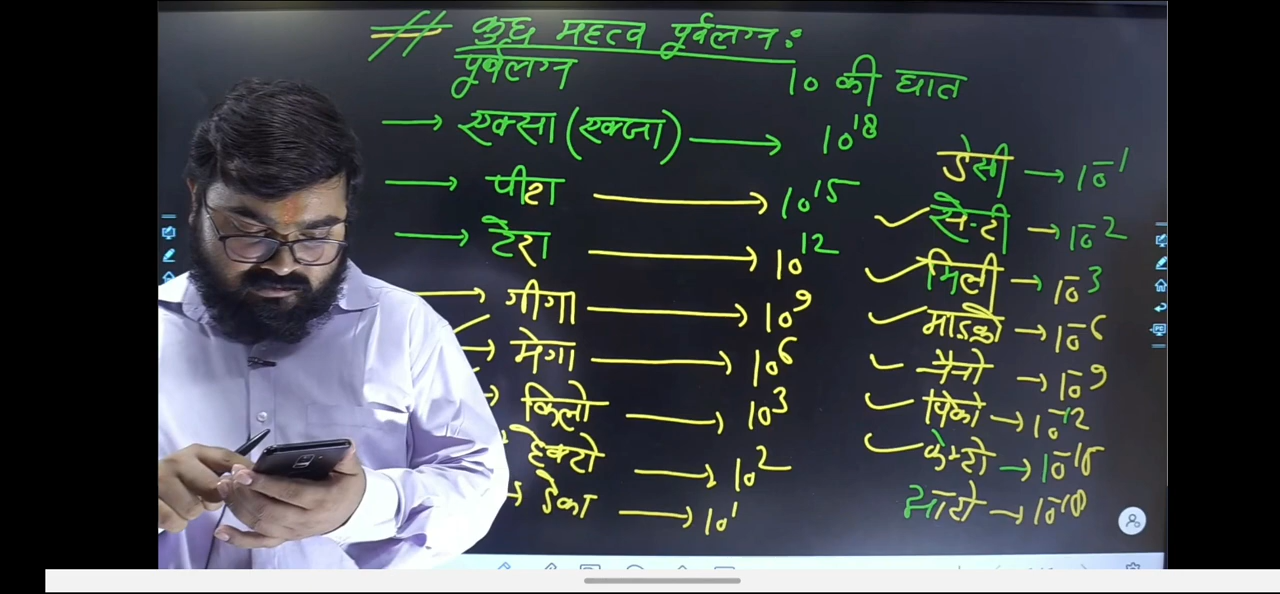 # कुछ महत्व पूर्वलग्न :
पूर्वलग्न 10 की घात
→ एक्सा (एक्जा) → 10¹⁸
→ पीटा → 10¹⁵
→ टेरा → 10¹²
गीगा → 10⁹
मेगा → 10⁶
किलो → 10³
हेक्टो → 10²
→ डेका → 10¹
डेसी → 10⁻¹
✓ सेन्टी → 10⁻²
✓ मिली → 10⁻³
✓ माइक्रो → 10⁻⁶
✓ नैनो → 10⁻⁹
✓ पिको → 10⁻¹²
✓ फेम्टो → 10⁻¹⁵
आटो → 10⁻¹⁸